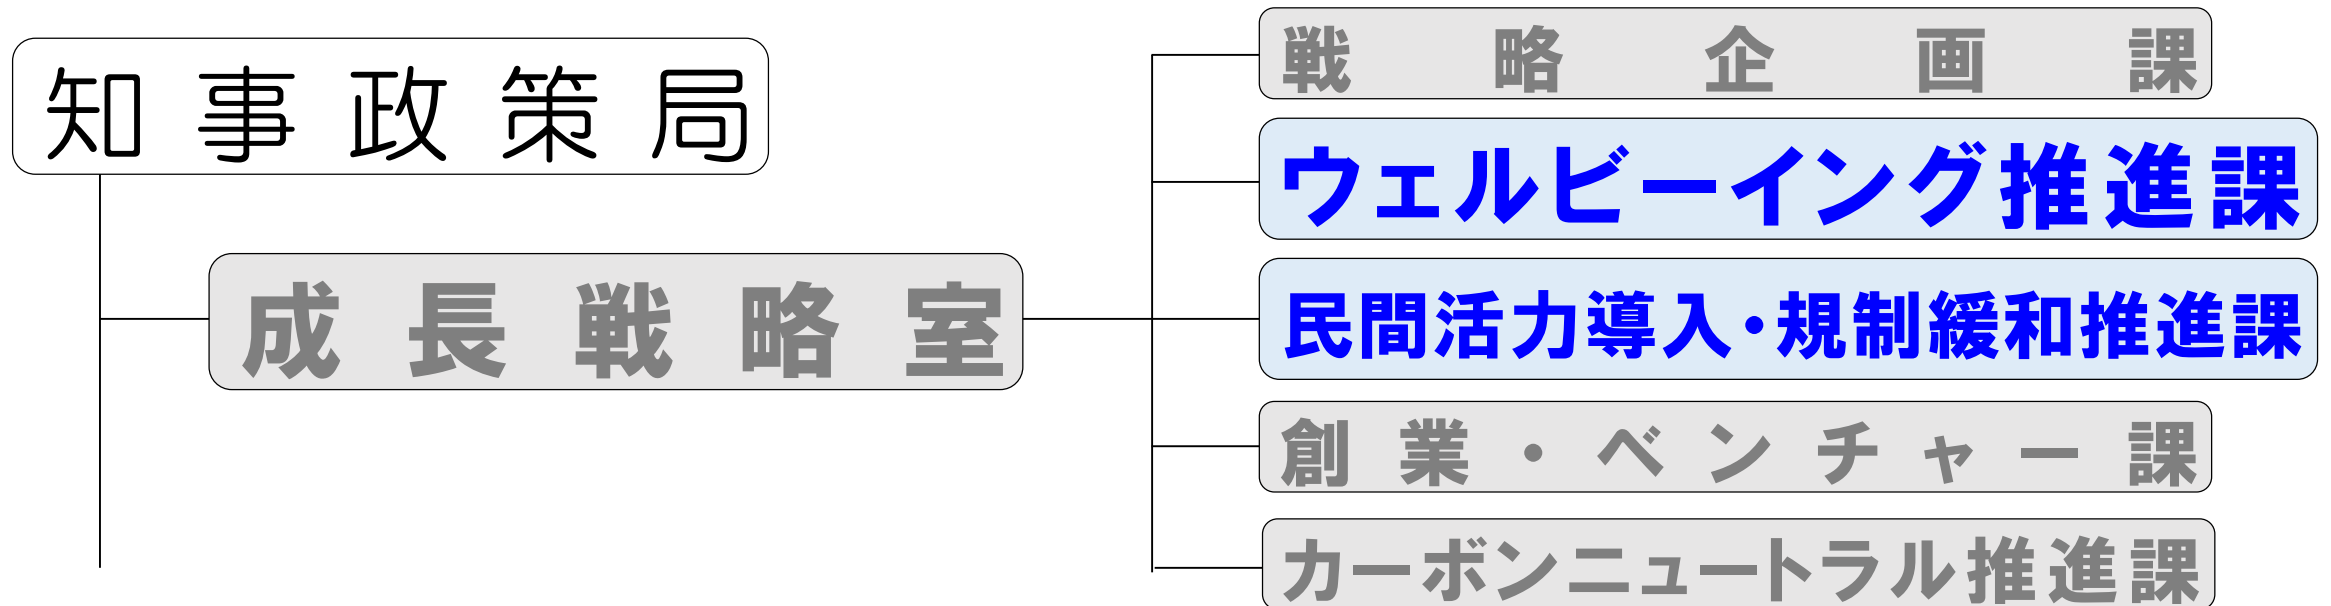 知事政策局
成長戦略室
戦略企画課
ウェルビーイング推進課
民間活力導入・規制緩和推進課
創業・ベンチャー課
カーボンニュートラル推進課